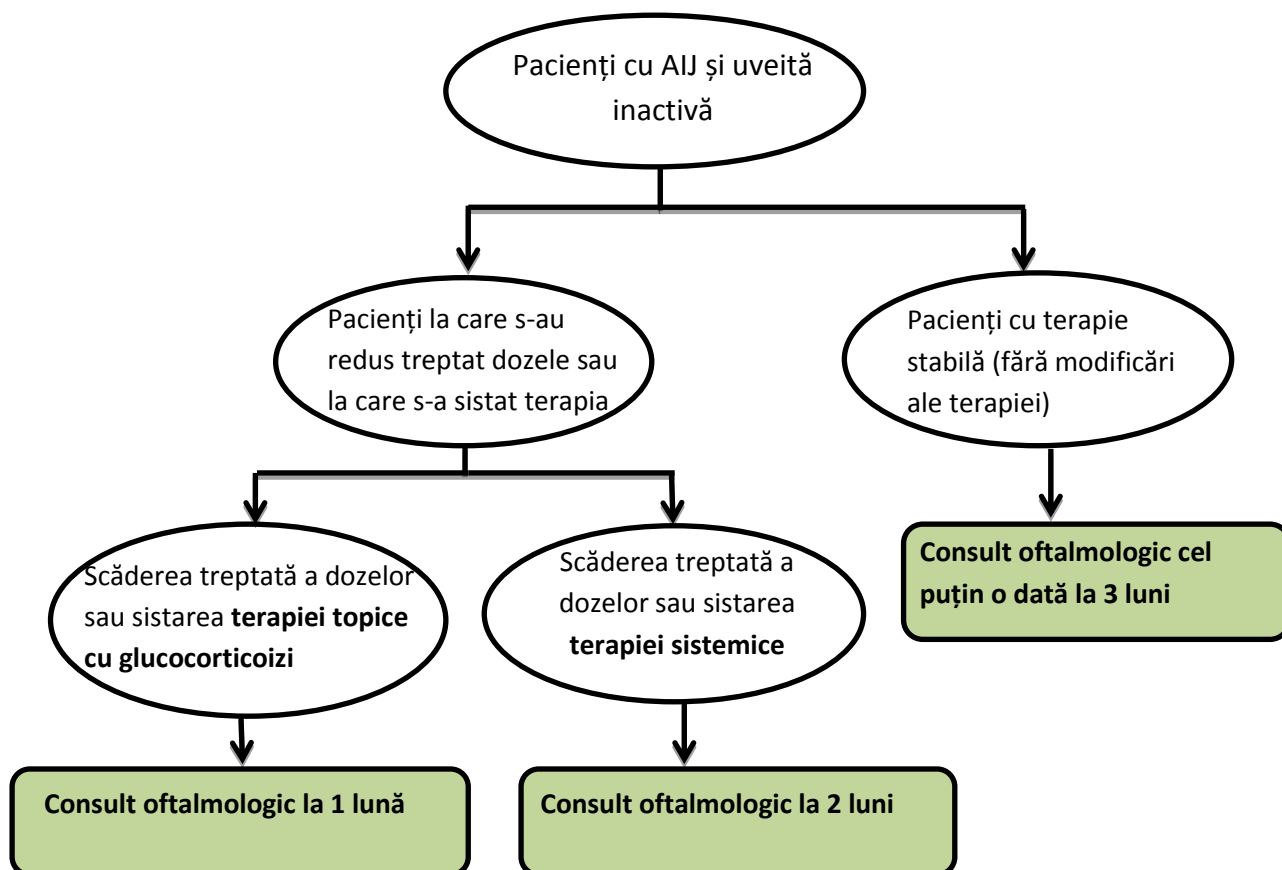 Pacienți cu AIJ și uveită
inactivă
Pacienți la care s-au
redus treptat dozele sau
la care s-a sistat terapia
Pacienți cu terapie
stabilă (fără modificări
ale terapiei)
Scăderea treptată a dozelor
sau sistarea terapiei topice
cu glucocorticoizi
Scăderea treptată a
dozelor sau sistarea
terapiei sistemice
Consult oftalmologic cel
puțin o dată la 3 luni
Consult oftalmologic la 1 lună
Consult oftalmologic la 2 luni